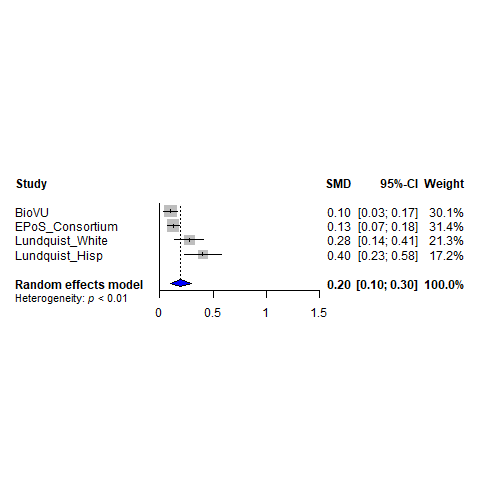 Study SMD 95%-CI Weight
BioVU 0.10 [0.03; 0.17] 30.1%
EPoS_Consortium 0.13 [0.07; 0.18] 31.4%
Lundquist_White 0.28 [0.14; 0.41] 21.3%
Lundquist_Hisp 0.40 [0.23; 0.58] 17.2%
Random effects model 0.20 [0.10; 0.30] 100.0%
Heterogeneity: p < 0.01
0 0.5 1 1.5